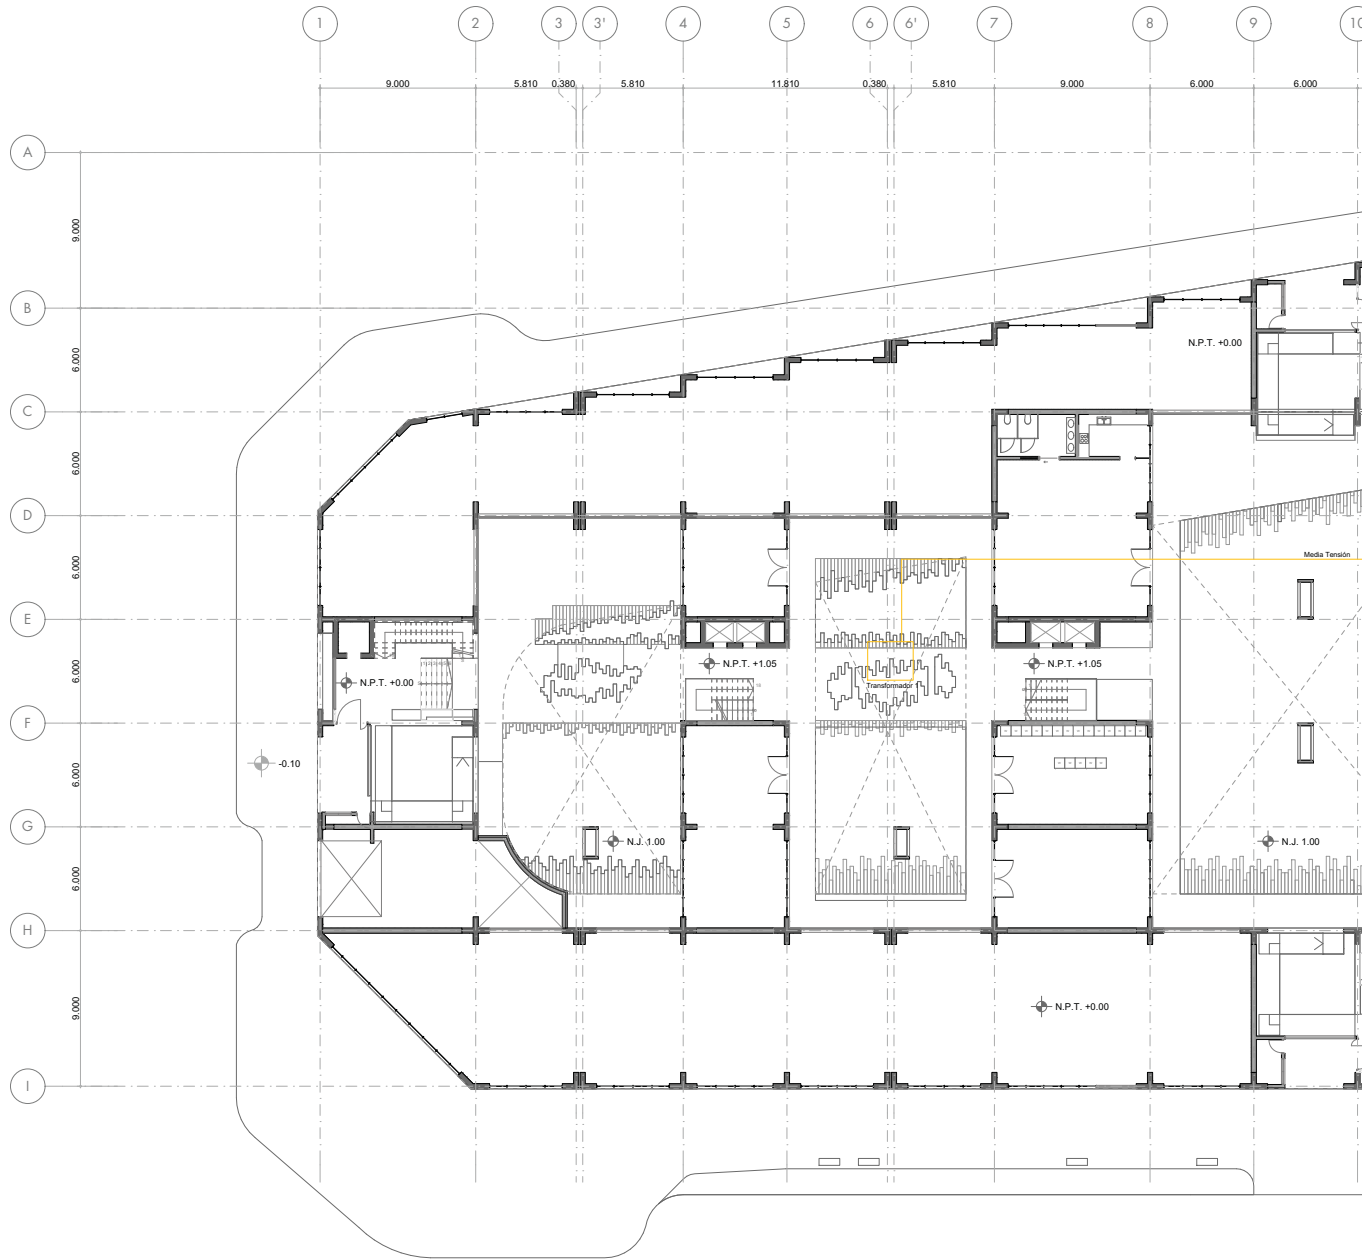 1 2 3 3' 4 5 6 6' 7 8 9 10
9.000 5.810 0.380 5.810 11.810 0.380 5.810 9.000 6.000 6.000
A
9.000
B
6.000
N.P.T. +0.00
C
6.000
D
6.000
Media Tensión
E
6.000
N.P.T. +1.05
N.P.T. +1.05
N.P.T. +0.00
Transformador 1
F
6.000
-0.10
G
N.J. 1.00
N.J. 1.00
6.000
H
9.000
N.P.T. +0.00
I